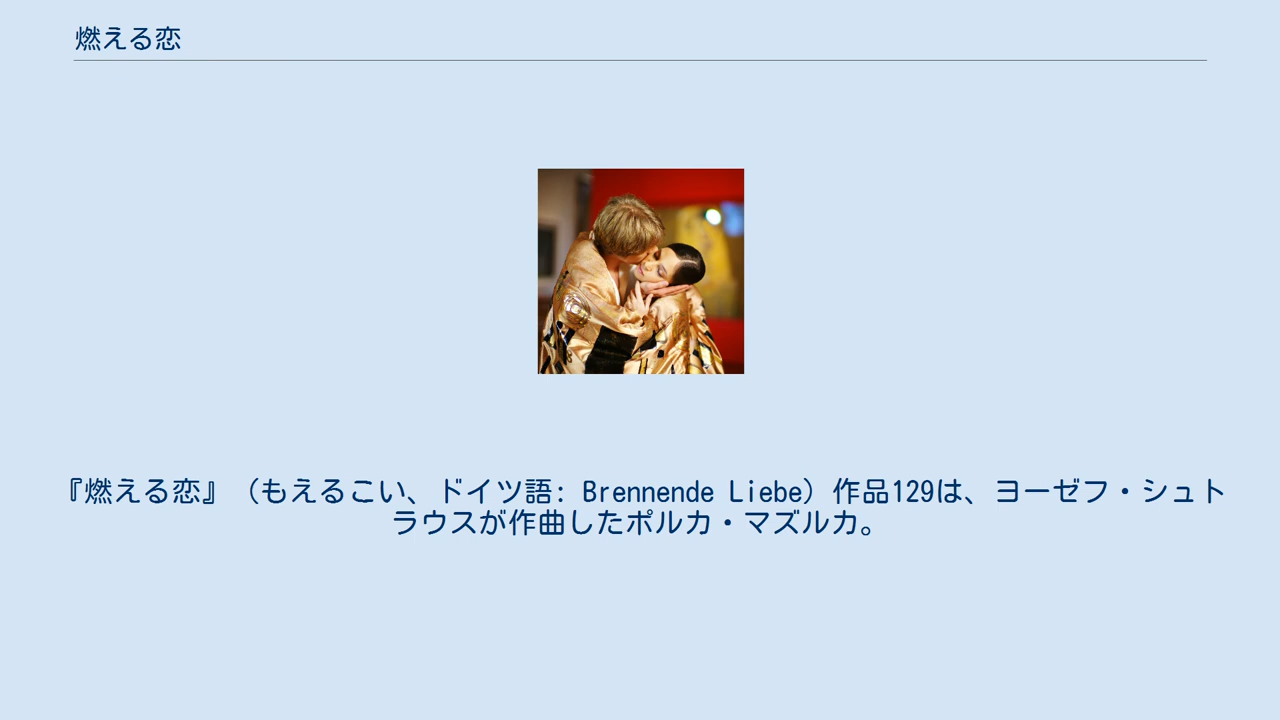 燃える恋
『燃える恋』（もえるこい、ドイツ語: Brennende Liebe）作品129は、ヨーゼフ・シュト
ラウスが作曲したポルカ・マズルカ。